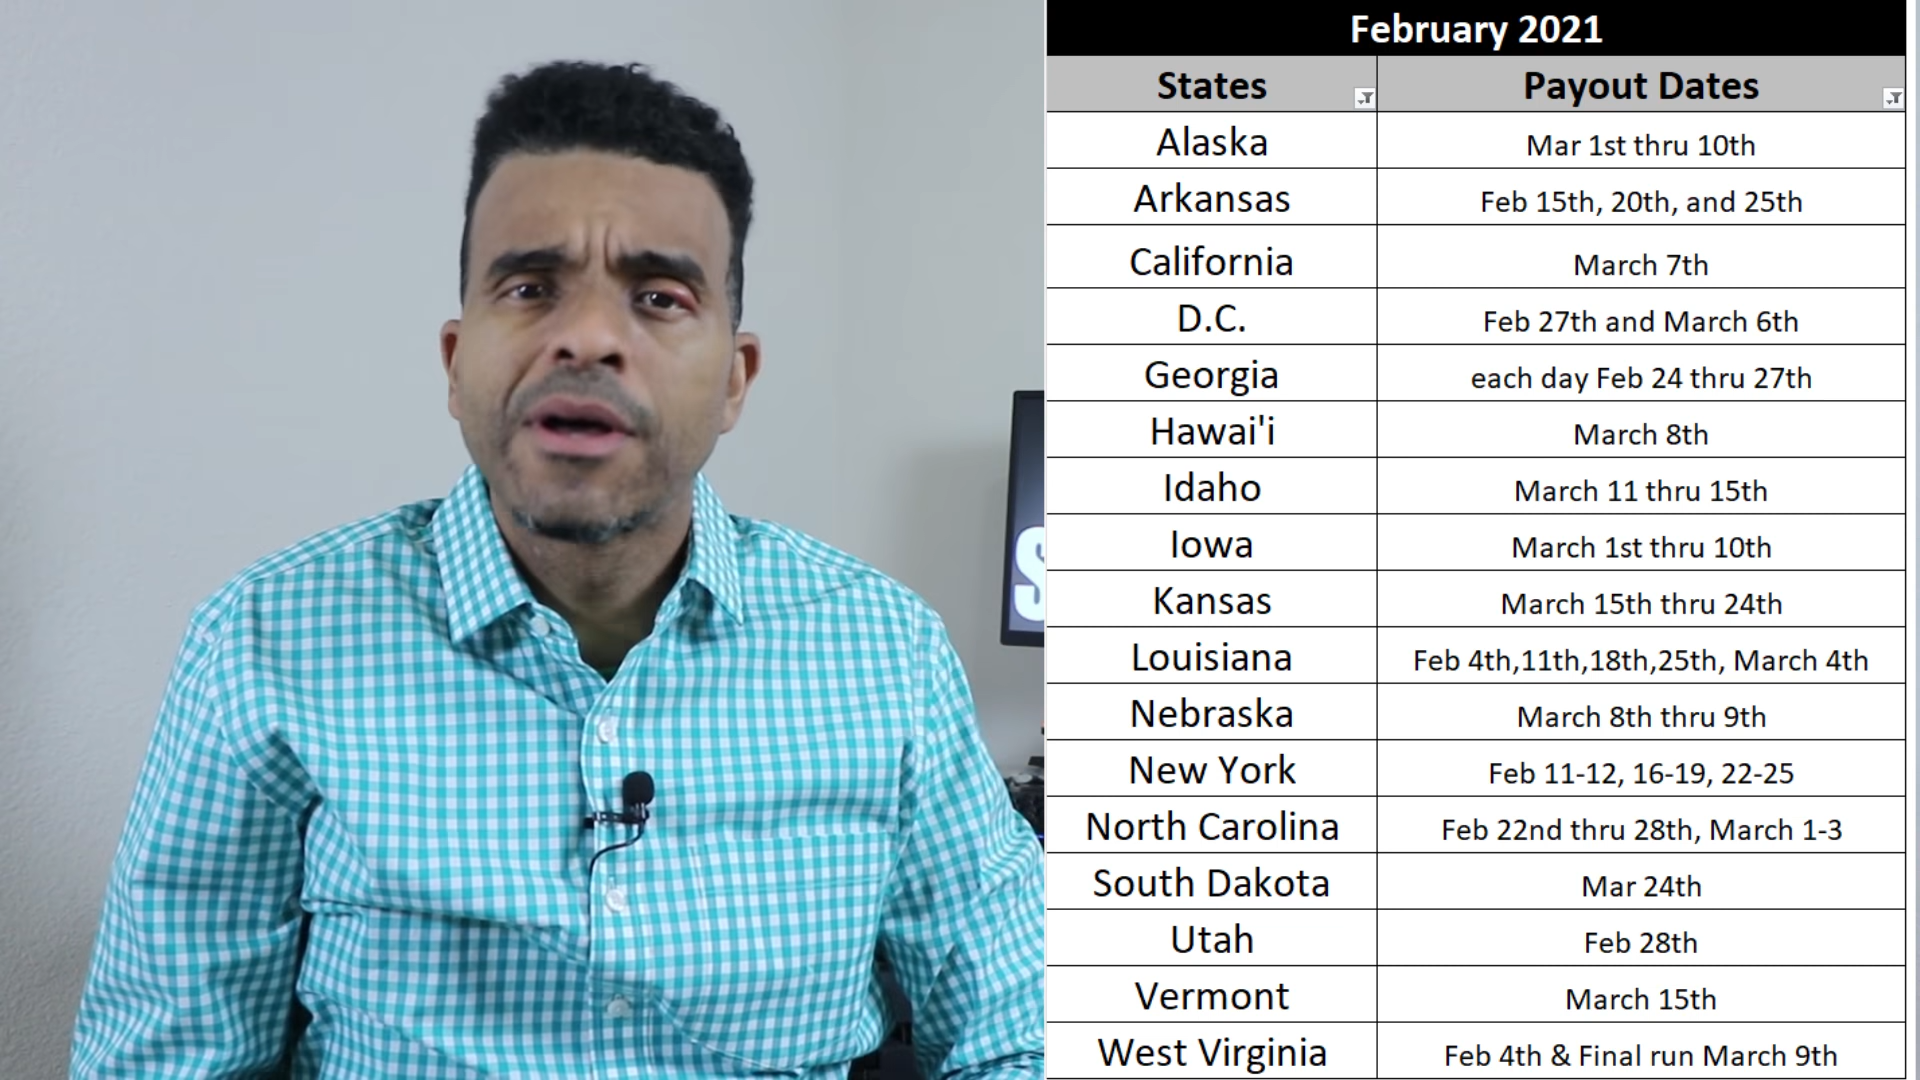 February 2021
States Payout Dates
Alaska Mar 1st thru 10th
Arkansas Feb 15th, 20th, and 25th
California March 7th
D.C. Feb 27th and March 6th
Georgia each day Feb 24 thru 27th
Hawai'i March 8th
Idaho March 11 thru 15th
Iowa March 1st thru 10th
Kansas March 15th thru 24th
Louisiana Feb 4th,11th,18th,25th, March 4th
Nebraska March 8th thru 9th
New York Feb 11-12, 16-19, 22-25
North Carolina Feb 22nd thru 28th, March 1-3
South Dakota Mar 24th
Utah Feb 28th
Vermont March 15th
West Virginia Feb 4th & Final run March 9th